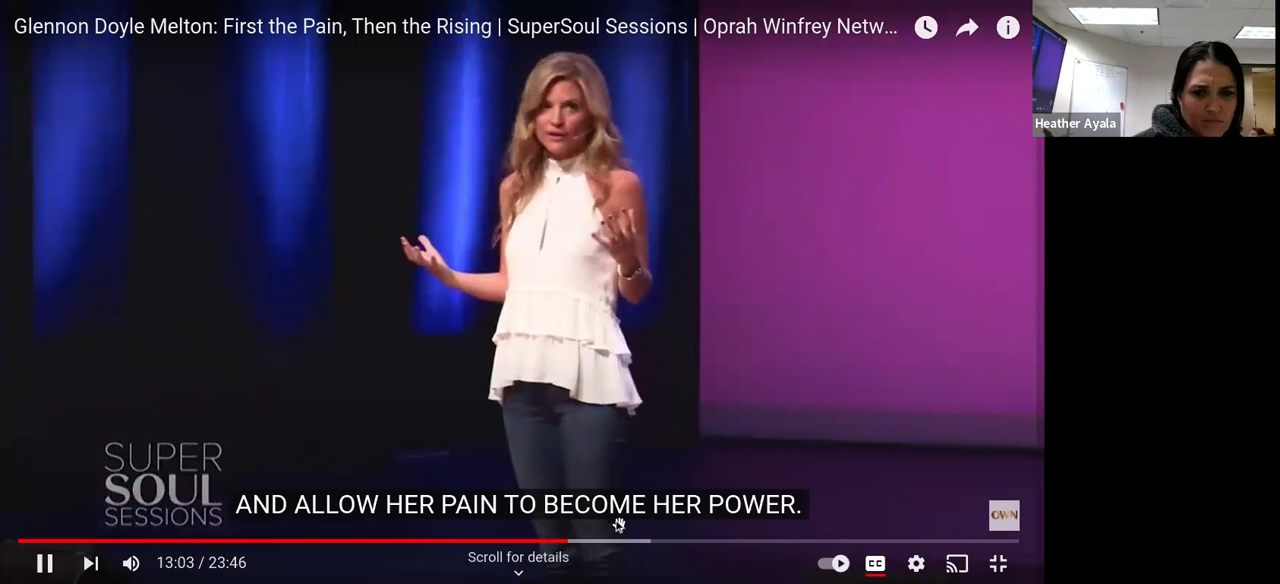 Glennon Doyle Melton: First the Pain, Then the Rising | SuperSoul Sessions | Oprah Winfrey Netw...
Heather Ayala
SUPER
SOUL
SESSIONS
AND ALLOW HER PAIN TO BECOME HER POWER.
OWN
13:03 / 23:46
Scroll for details
CC